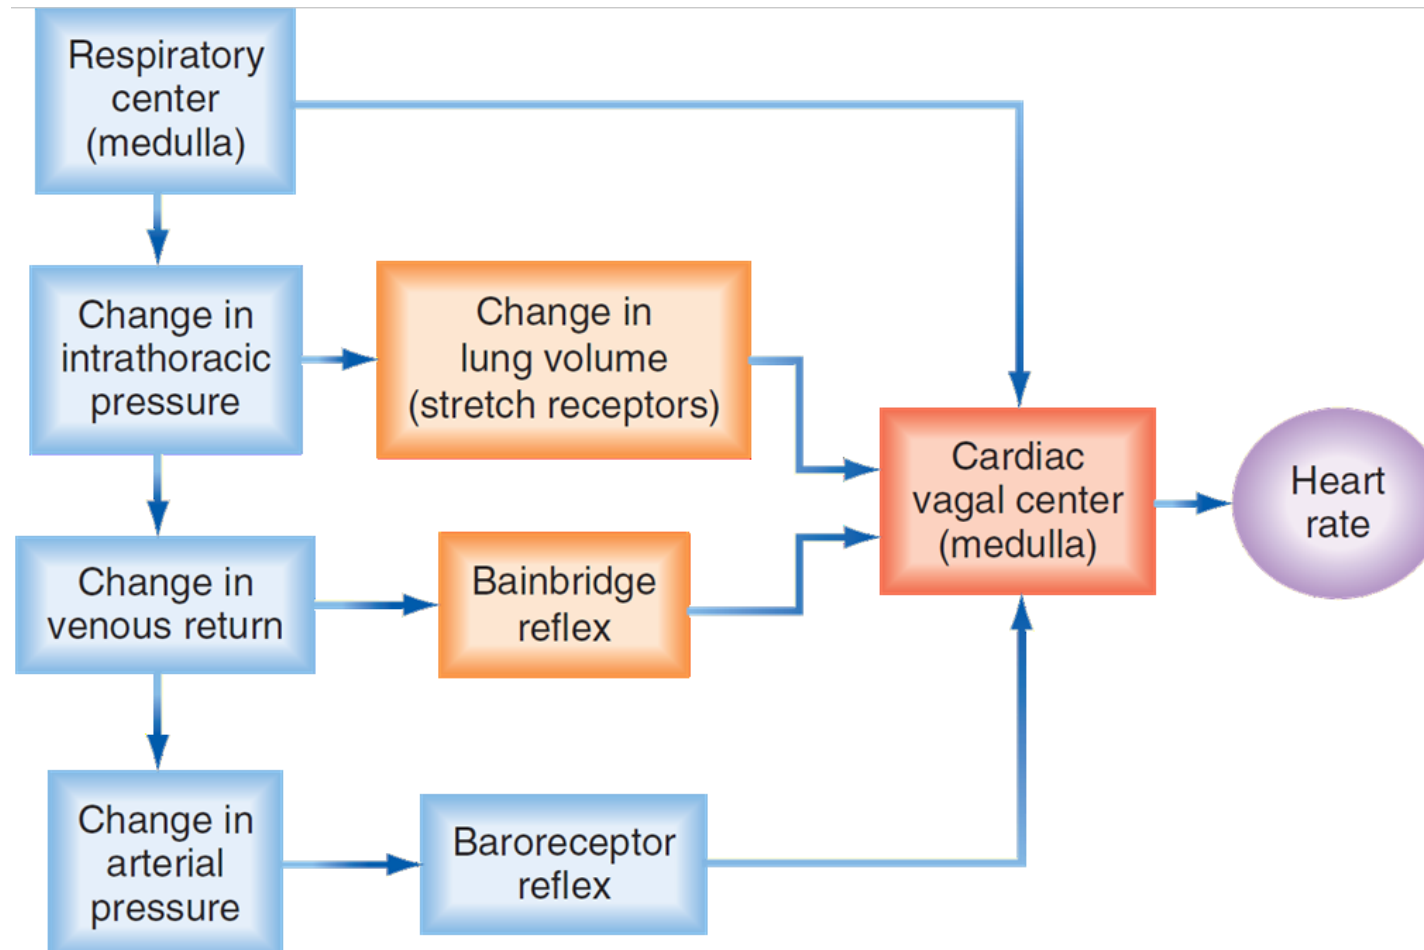 Respiratory
center
(medulla)
Change in
intrathoracic
pressure
Change in
lung volume
(stretch receptors)
Cardiac
vagal center
(medulla)
Heart
rate
Change in
venous return
Bainbridge
reflex
Change in
arterial
pressure
Baroreceptor
reflex